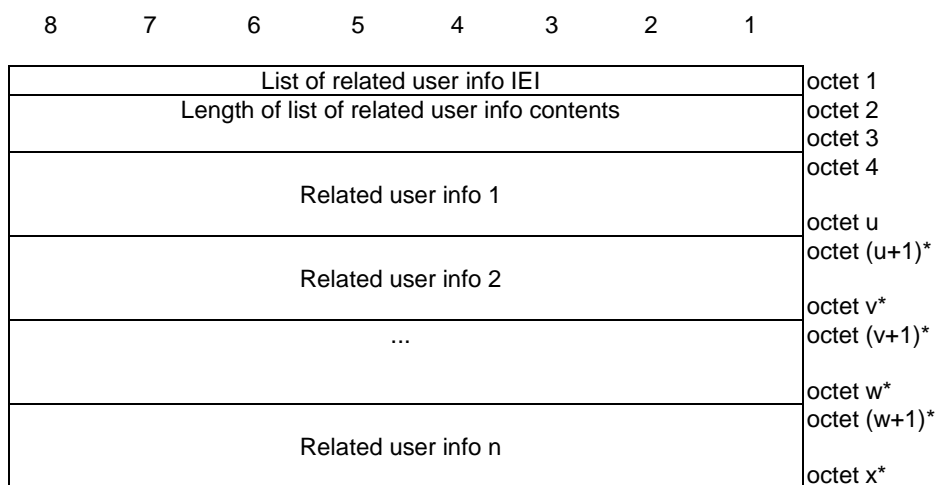 8 7 6 5 4 3 2 1
List of related user info IEI octet 1
Length of list of related user info contents octet 2
octet 3
octet 4
Related user info 1
octet u
octet (u+1)*
Related user info 2
octet v*
... octet (v+1)*
octet w*
octet (w+1)*
Related user info n
octet x*